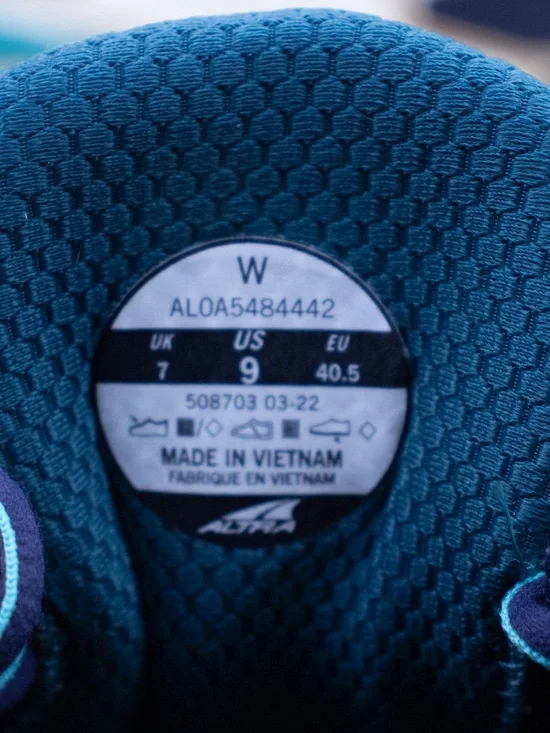 W
AL0A5484442
UK US EU
7 9 40.5
508703 03-22
MADE IN VIETNAM
FABRIQUE EN VIETNAM
ALTRA